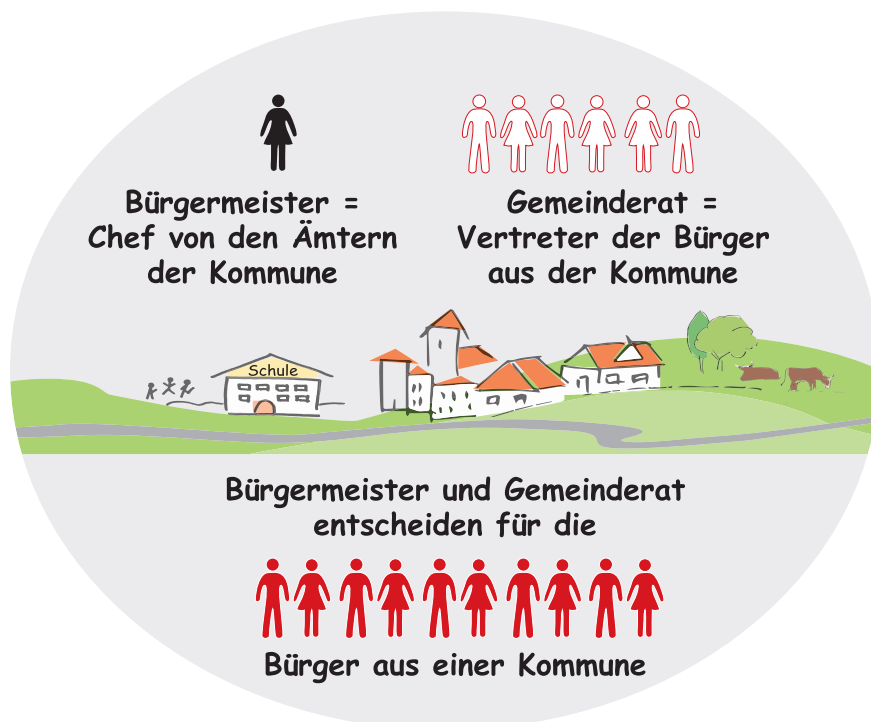 Bürgermeister =
Chef von den Ämtern
der Kommune
Gemeinderat =
Vertreter der Bürger
aus der Kommune
Schule
Bürgermeister und Gemeinderat
entscheiden für die
Bürger aus einer Kommune